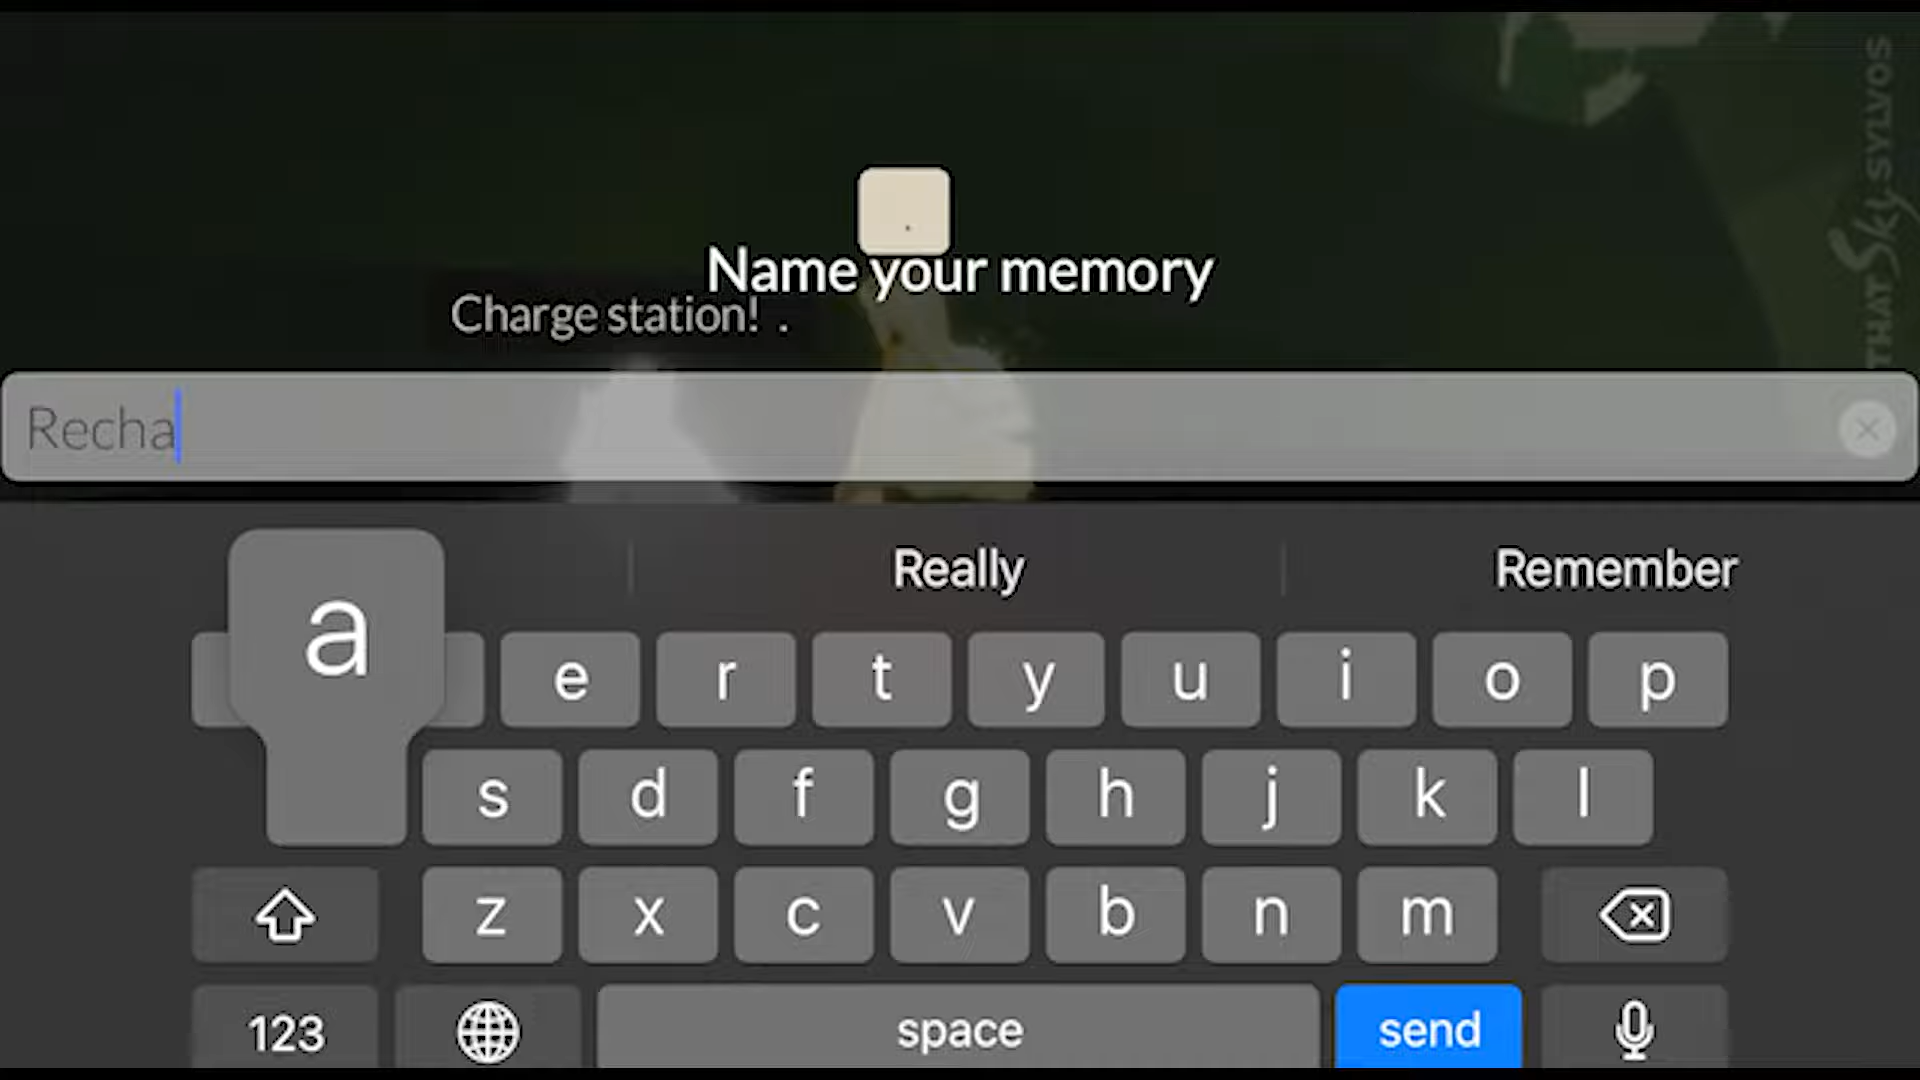 .
Name your memory
Charge station! .
THAT Sky SYLVOS
Recha
Really
Remember
a
e r t y u i o p
s d f g h j k l
z x c v b n m
123
space
send